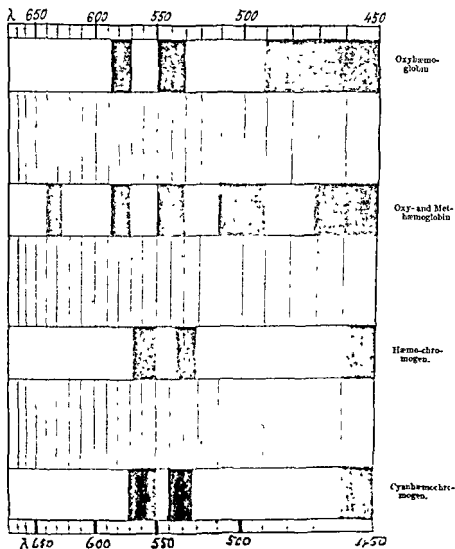 λ 650 600 550 500 450
Oxyhæmo-
globin
Oxy- and Met-
hæmoglobin
Hæmo-chro-
mogen.
Cyanhæmochro-
mogen.
λ 650 600 550 500 450